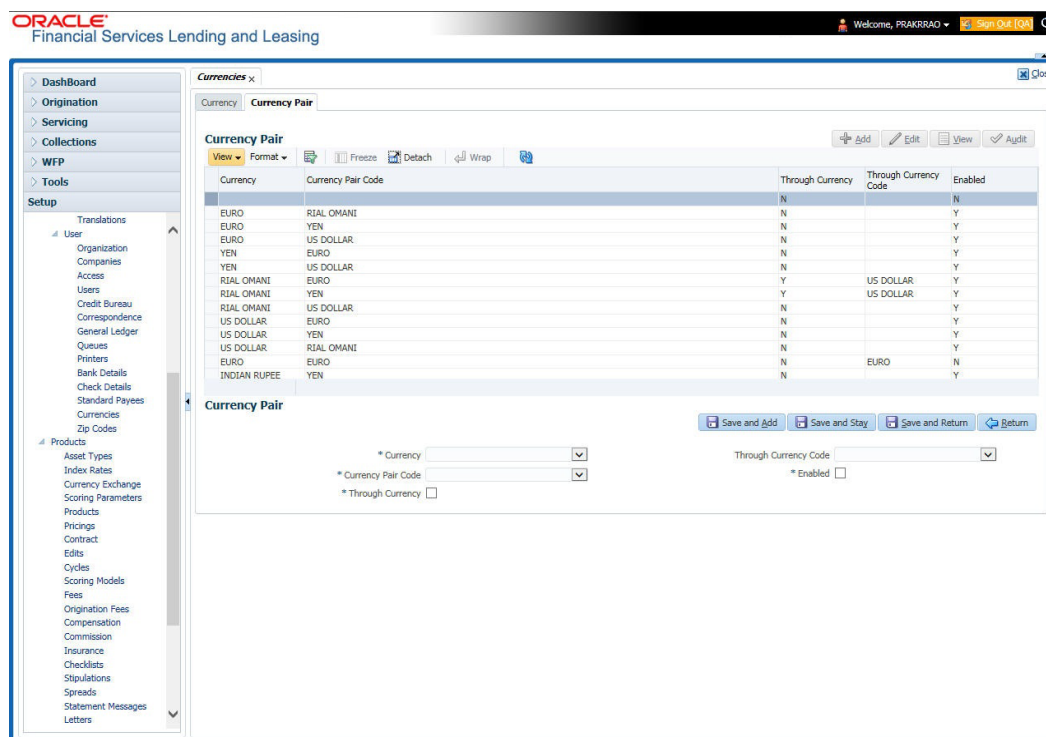 ORACLE
Financial Services Lending and Leasing
Welcome, PRAKRRAO
Sign Out [QA]
DashBoard
Origination
Servicing
Collections
WFP
Tools
Setup
Translations
User
Organization
Companies
Access
Users
Credit Bureau
Correspondence
General Ledger
Queues
Printers
Bank Details
Check Details
Standard Payees
Currencies
Zip Codes
Products
Asset Types
Index Rates
Currency Exchange
Scoring Parameters
Products
Pricings
Contract
Edits
Cycles
Scoring Models
Fees
Origination Fees
Compensation
Commission
Insurance
Checklists
Stipulations
Spreads
Statement Messages
Letters
Currencies x
Clos
Currency Currency Pair
Currency Pair
Add Edit View Audit
View Format Freeze Detach Wrap
Currency Currency Pair Code Through Currency Through Currency Code Enabled
N N
EURO RIAL OMANI N Y
EURO YEN N Y
EURO US DOLLAR N Y
YEN EURO N Y
YEN US DOLLAR N Y
RIAL OMANI EURO Y US DOLLAR Y
RIAL OMANI YEN Y US DOLLAR Y
RIAL OMANI US DOLLAR N Y
US DOLLAR EURO N Y
US DOLLAR YEN N Y
US DOLLAR RIAL OMANI N Y
EURO EURO N EURO N
INDIAN RUPEE YEN N Y
Currency Pair
Save and Add Save and Stay Save and Return Return
* Currency
Through Currency Code
* Currency Pair Code
* Enabled
* Through Currency